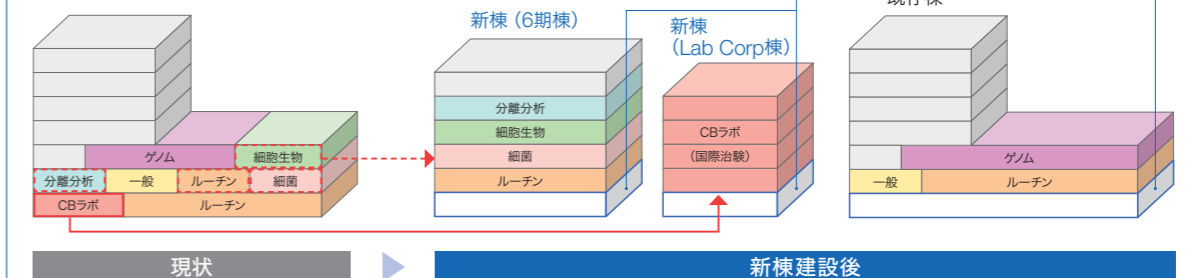 新棟（6期棟）
新棟
（Lab Corp棟）
分離分析
細胞生物
細菌
ルーチン
CBラボ
（国際治験）
ゲノム
細胞生物
分離分析
一般
ルーチン
細菌
CBラボ
ルーチン
ゲノム
一般
ルーチン
現状
新棟建設後